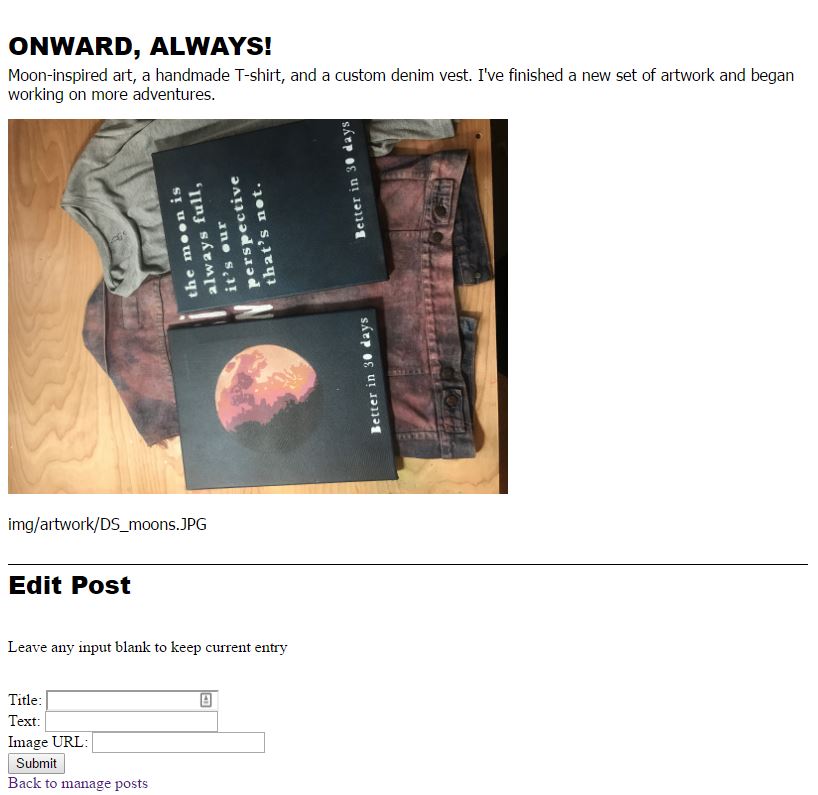 ONWARD, ALWAYS!
Moon-inspired art, a handmade T-shirt, and a custom denim vest. I've finished a new set of artwork and began
working on more adventures.
the moon is
always full,
it's our
perspective
that's not.
Better in 30 days
Better in 30 days
img/artwork/DS_moons.JPG
Edit Post
Leave any input blank to keep current entry
Title:
Text:
Image URL:
Submit
Back to manage posts